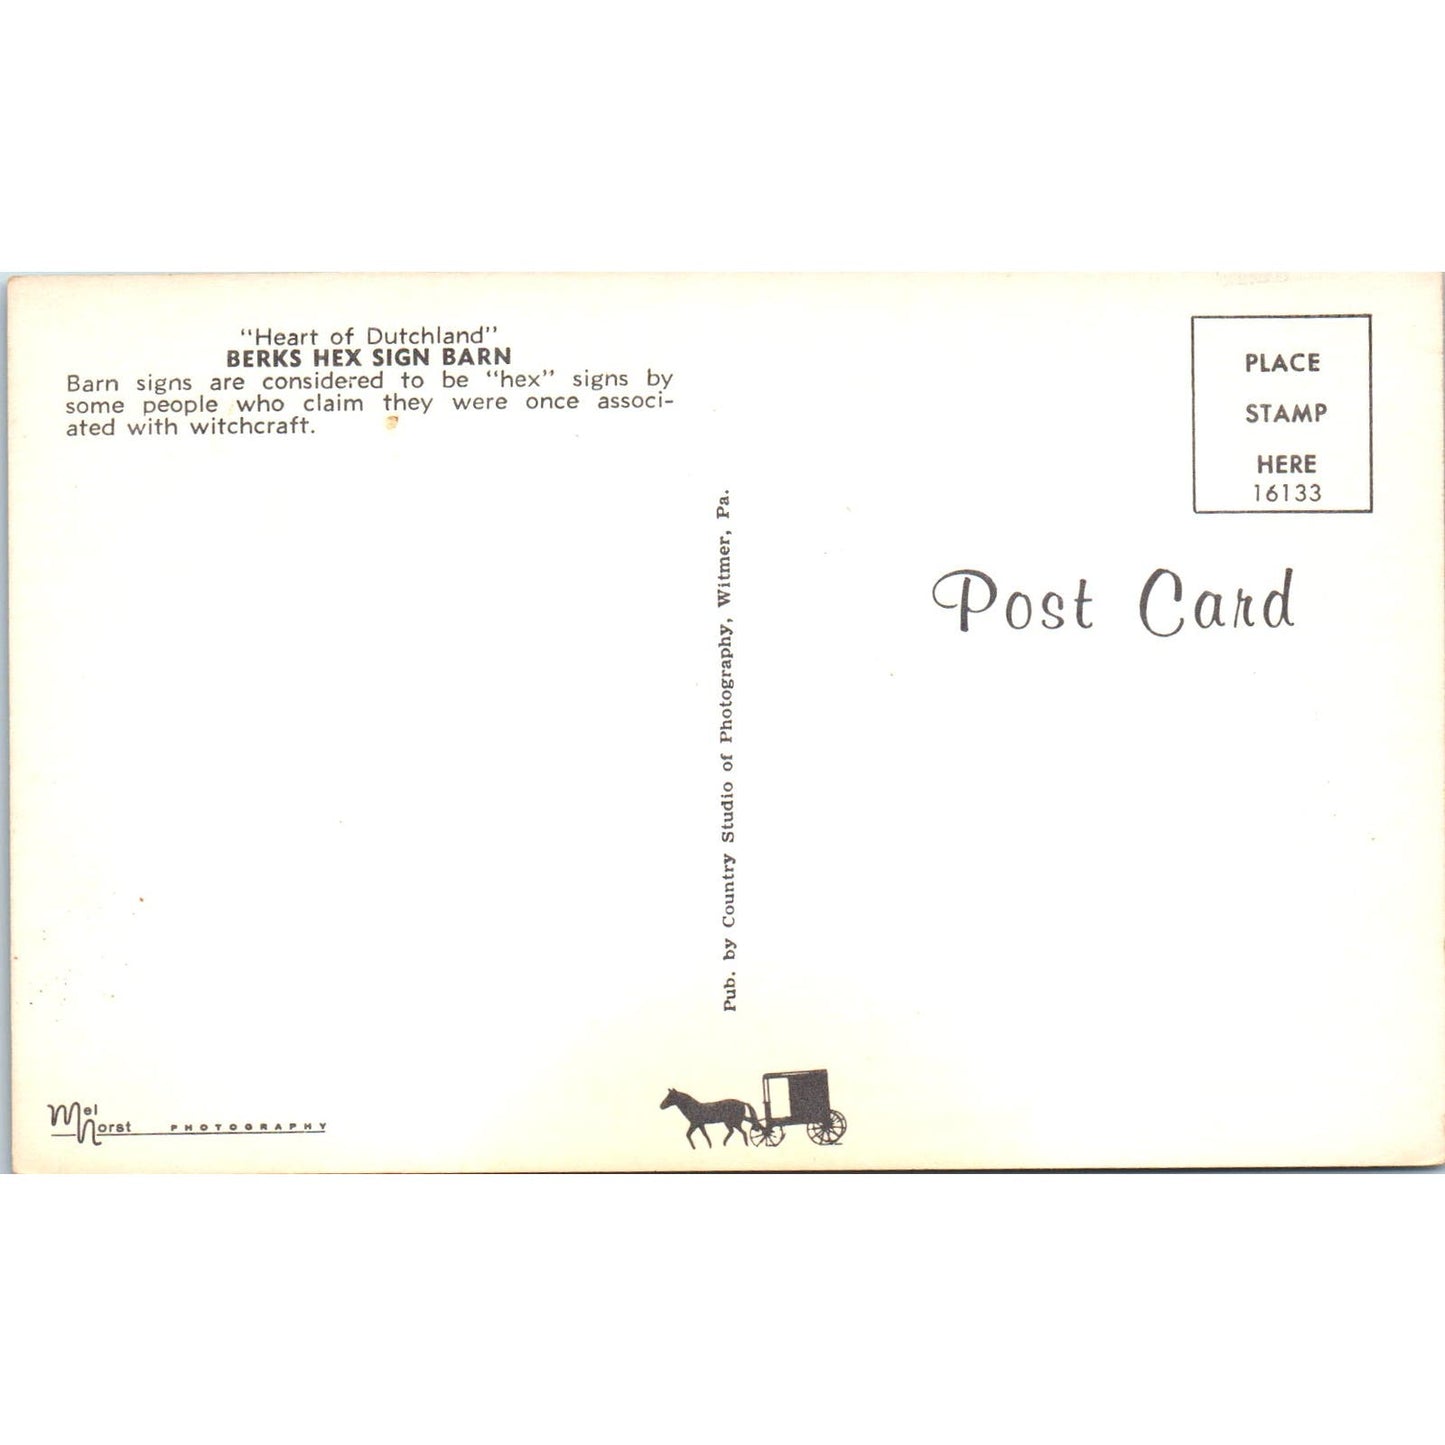 "Heart of Dutchland"
BERKS HEX SIGN BARN
Barn signs are considered to be "hex" signs by
some people who claim they were once associ-
ated with witchcraft.
Pub. by Country Studio of Photography, Witmer, Pa.
PLACE
STAMP
HERE
16133
Post Card
Mel
Horst PHOTOGRAPHY